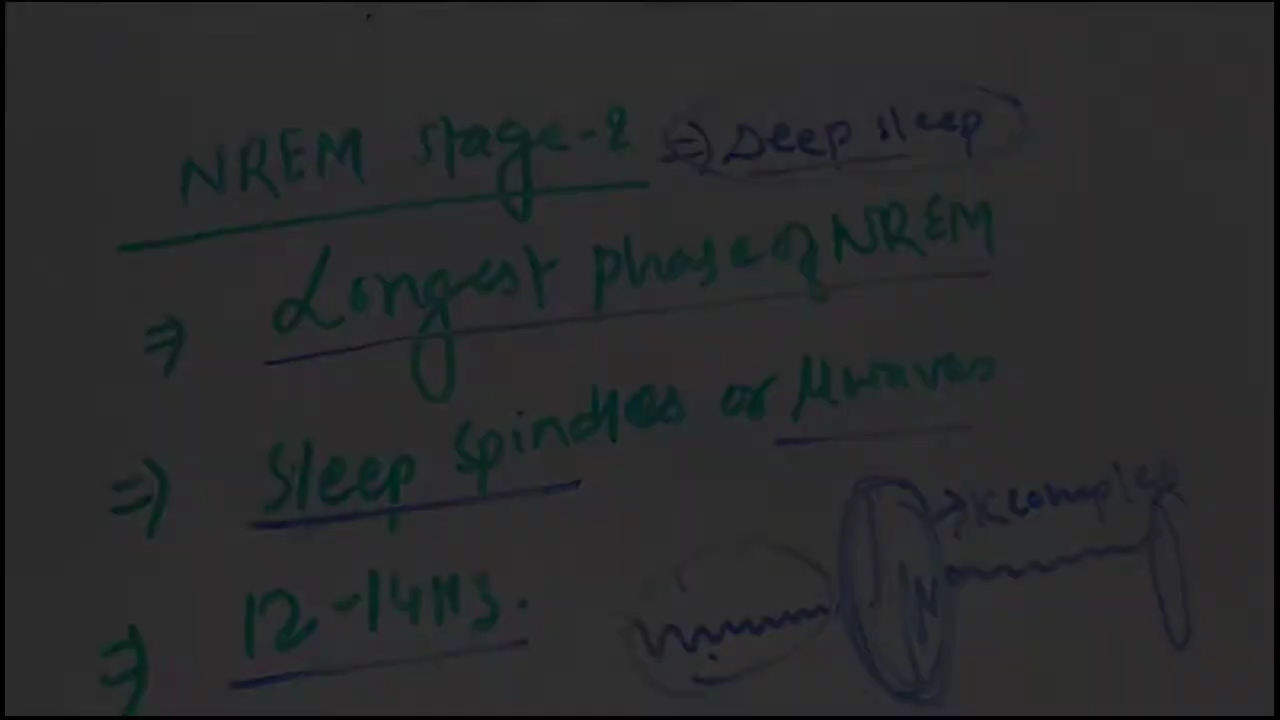 NREM stage-2 => Deep sleep
=> Longest phase of NREM
=> Sleep spindles or μ waves
→ K complex
=> 12-14Hz.